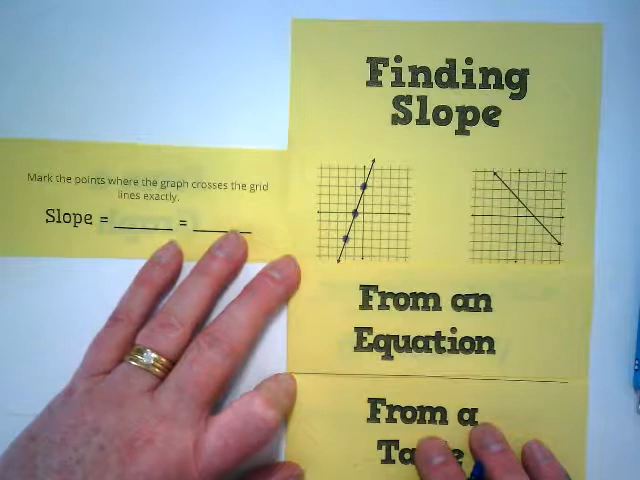 Finding
Slope
Mark the points where the graph crosses the grid
lines exactly.
Slope = ______ = ______
From an
Equation
From a